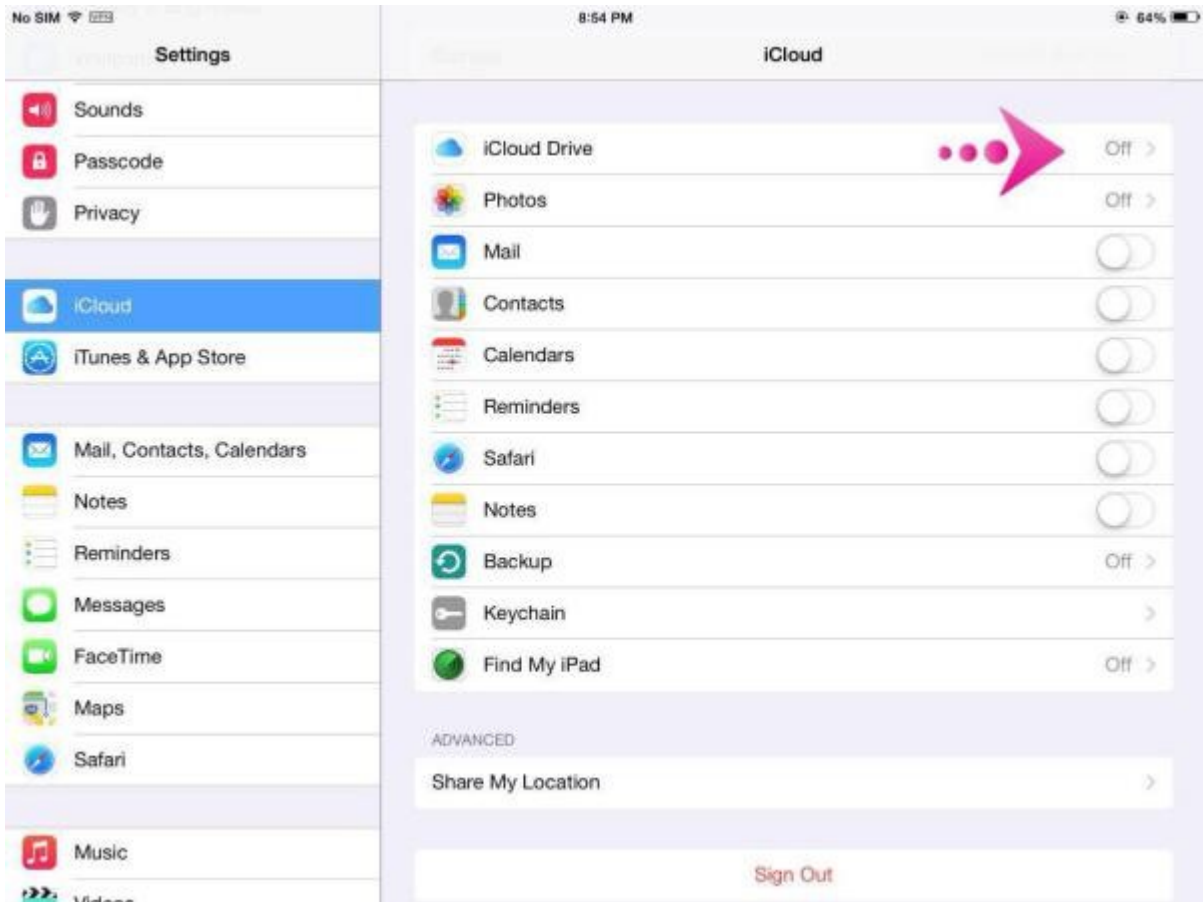 No SIM VPN 8:54 PM 64%
Settings
iCloud
Sounds
Passcode
Privacy
iCloud
iTunes & App Store
Mail, Contacts, Calendars
Notes
Reminders
Messages
FaceTime
Maps
Safari
Music
iCloud Drive Off
Photos Off
Mail
Contacts
Calendars
Reminders
Safari
Notes
Backup Off
Keychain
Find My iPad Off
ADVANCED
Share My Location
Sign Out